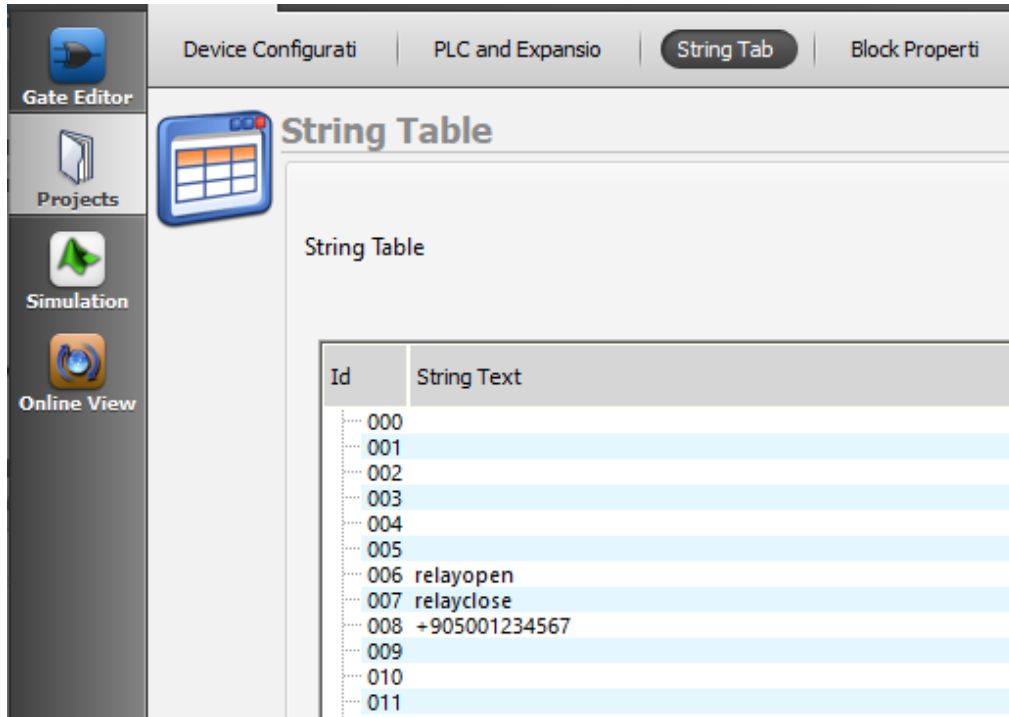 Device Configurati
PLC and Expansio
String Tab
Block Properti
Gate Editor
Projects
Simulation
Online View
String Table
String Table
Id String Text
000
001
002
003
004
005
006 relayopen
007 relayclose
008 +905001234567
009
010
011